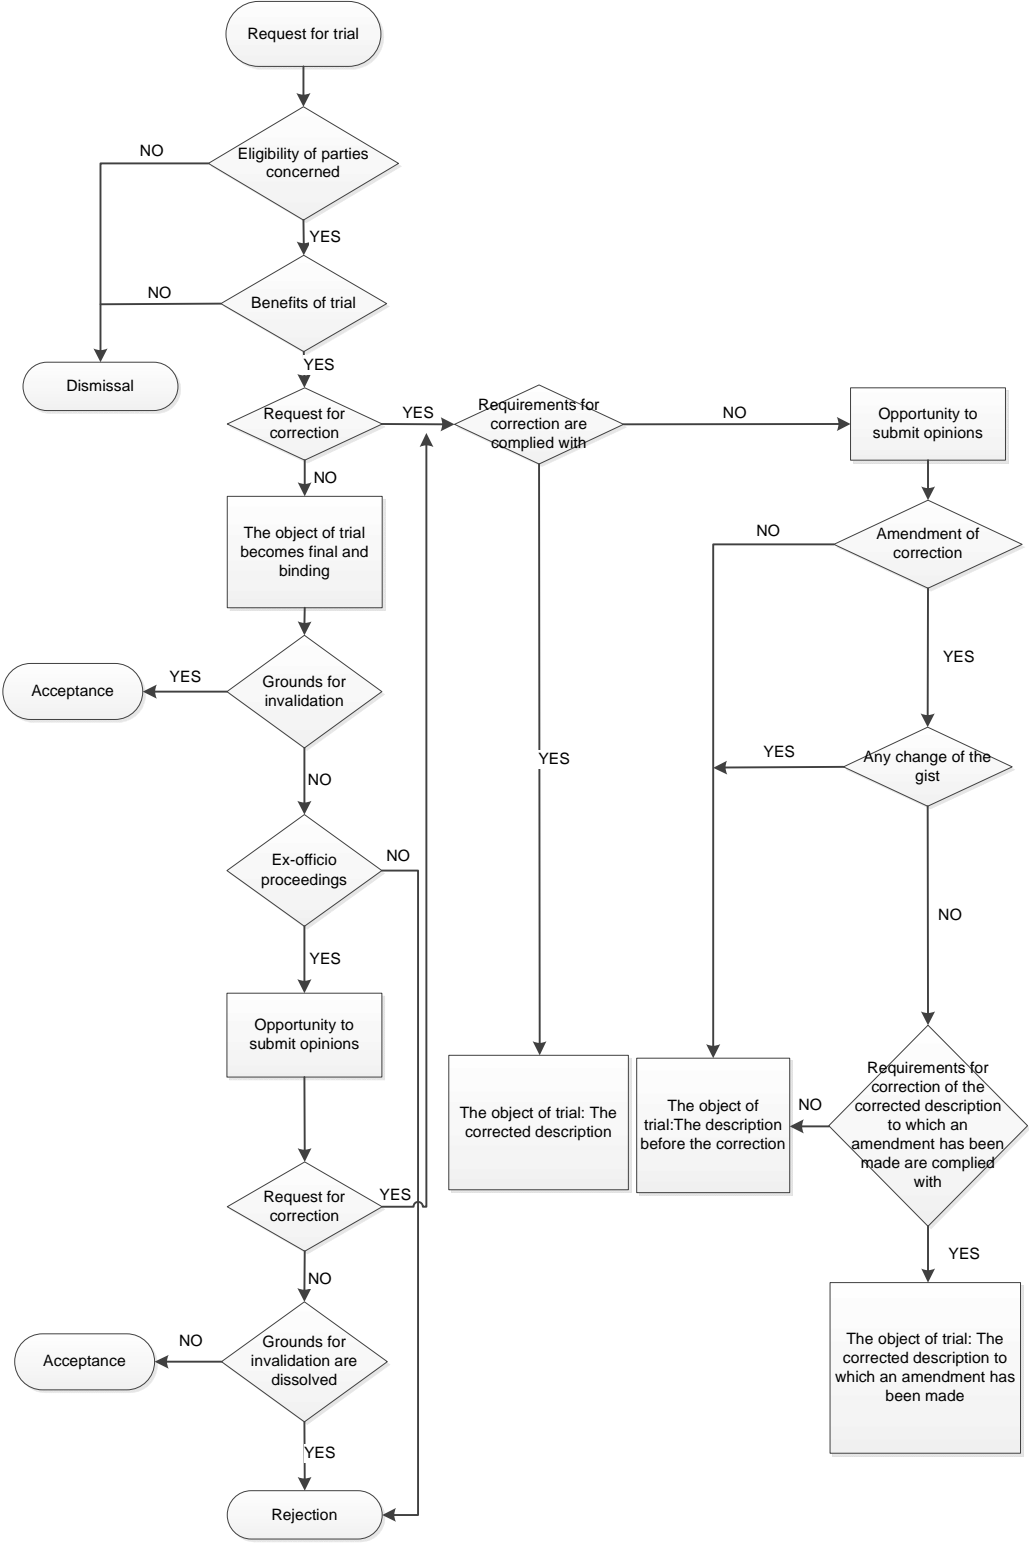 Request for trial
Eligibility of parties
concerned
NO
YES
Benefits of trial
NO
YES
Dismissal
Request for
correction
YES
NO
Requirements for
correction are
complied with
NO
Opportunity to
submit opinions
Amendment of
correction
NO
YES
The object of trial
becomes final and
binding
Grounds for
invalidation
YES
Acceptance
NO
YES
Any change of the
gist
YES
NO
Ex-officio
proceedings
NO
YES
Opportunity to
submit opinions
The object of trial: The
corrected description
The object of
trial:The description
before the correction
NO
Requirements for
correction of the
corrected description
to which an
amendment has been
made are complied
with
YES
Request for
correction
YES
NO
Grounds for
invalidation are
dissolved
NO
Acceptance
YES
The object of trial: The
corrected description to
which an amendment has
been made
Rejection